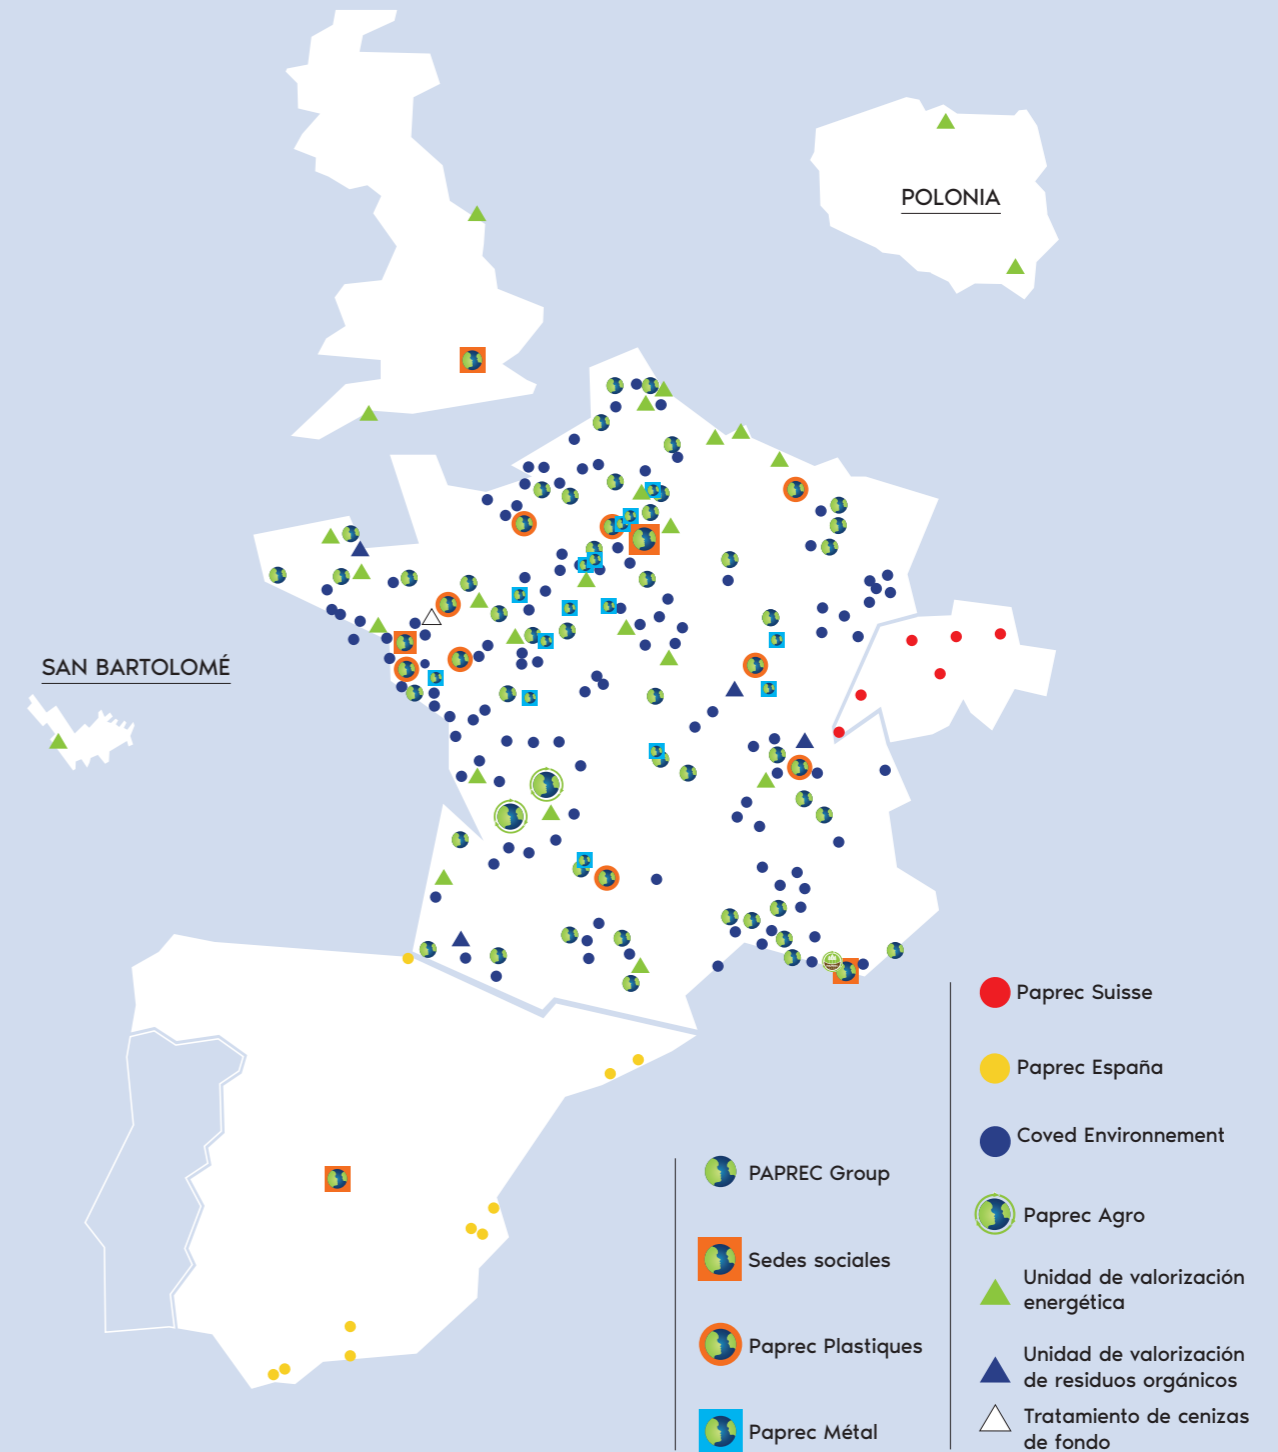 POLONIA
SAN BARTOLOMÉ
PAPREC Group
Sedes sociales
Paprec Plastiques
Paprec Métal
Paprec Suisse
Paprec España
Coved Environnement
Paprec Agro
Unidad de valorización
energética
Unidad de valorización
de residuos orgánicos
Tratamiento de cenizas
de fondo